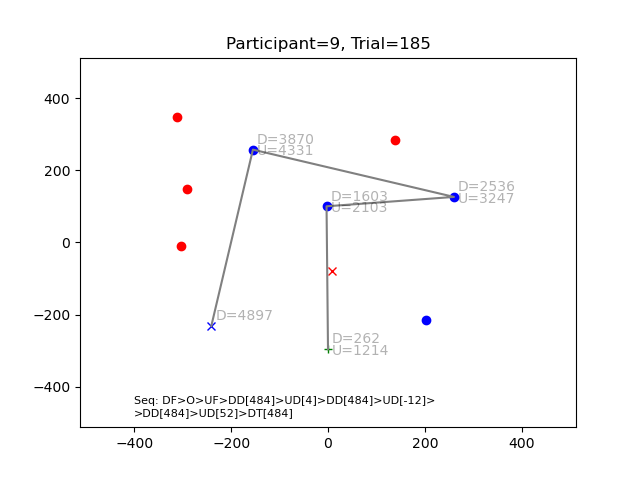 Participant=9, Trial=185
400
200
0
−200
−400
D=3870
U=4331
D=2536
U=3247
D=1603
U=2103
D=4897
D=262
U=1214
Seq: DF>O>UF>DD[484]>UD[4]>DD[484]>UD[-12]>
>DD[484]>UD[52]>DT[484]
−400 −200 0 200 400